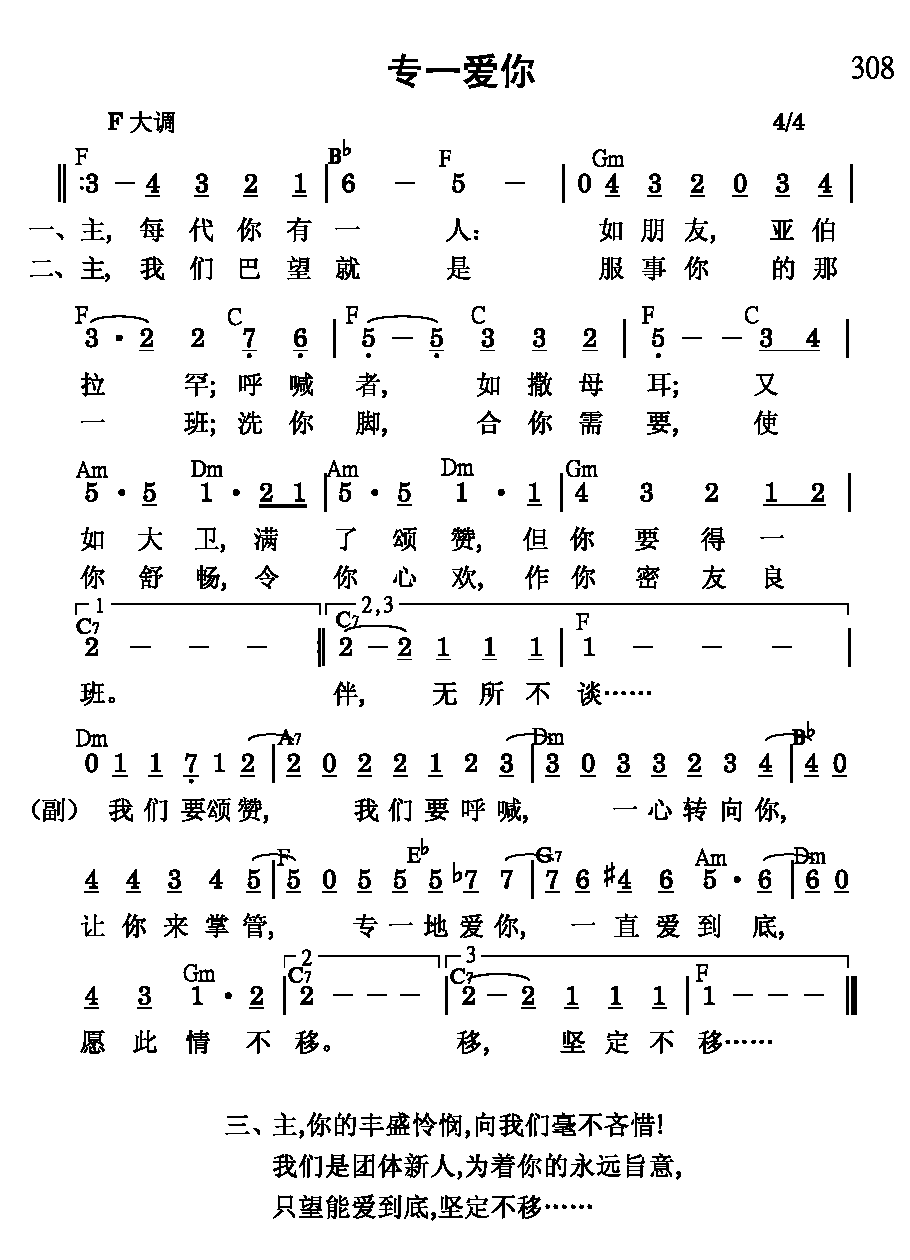 专一爱你
308
F 大调
4/4
F B♭ F Gm
‖:3 — 4 3 2 1 | 6 — 5 — | 0 4 3 2 0 3 4 |
一、主, 每代你有一 人: 如朋友, 亚伯
二、主, 我们巴望就 是 服事你 的那
F C F C F C
3 · 2 2 7 6 | 5 — 5 3 3 2 | 5 — — 3 4 |
拉 罕; 呼喊者, 如撒母耳; 又
一 班; 洗你脚, 合你需要, 使
Am Dm Am Dm Gm
5 · 5 1 · 2 1 | 5 · 5 1 · 1 | 4 3 2 1 2 |
如大卫, 满了颂赞, 但你要得一
你舒畅, 令你心欢, 作你密友良
1 2,3
C7 C7 F
2 — — — ‖ 2 — 2 1 1 1 | 1 — — — |
班。 伴, 无所不谈……
Dm A7 Dm B♭
0 1 1 7 1 2 | 2 0 2 2 1 2 3 | 3 0 3 3 2 3 4 | 4 0
（副） 我们要颂赞, 我们要呼喊, 一心转向你,
F E♭ G7 Am Dm
4 4 3 4 5 | 5 0 5 5 5 ♭7 7 | 7 6 ♯4 6 5 · 6 | 6 0
让你来掌管, 专一地爱你, 一直爱到底,
2 3
Gm C7 C7 F
4 3 1 · 2 | 2 — — — | 2 — 2 1 1 1 | 1 — — — ‖
愿此情不移。 移, 坚定不移……
三、主,你的丰盛怜悯,向我们毫不吝惜!
我们是团体新人,为着你的永远旨意,
只望能爱到底,坚定不移……